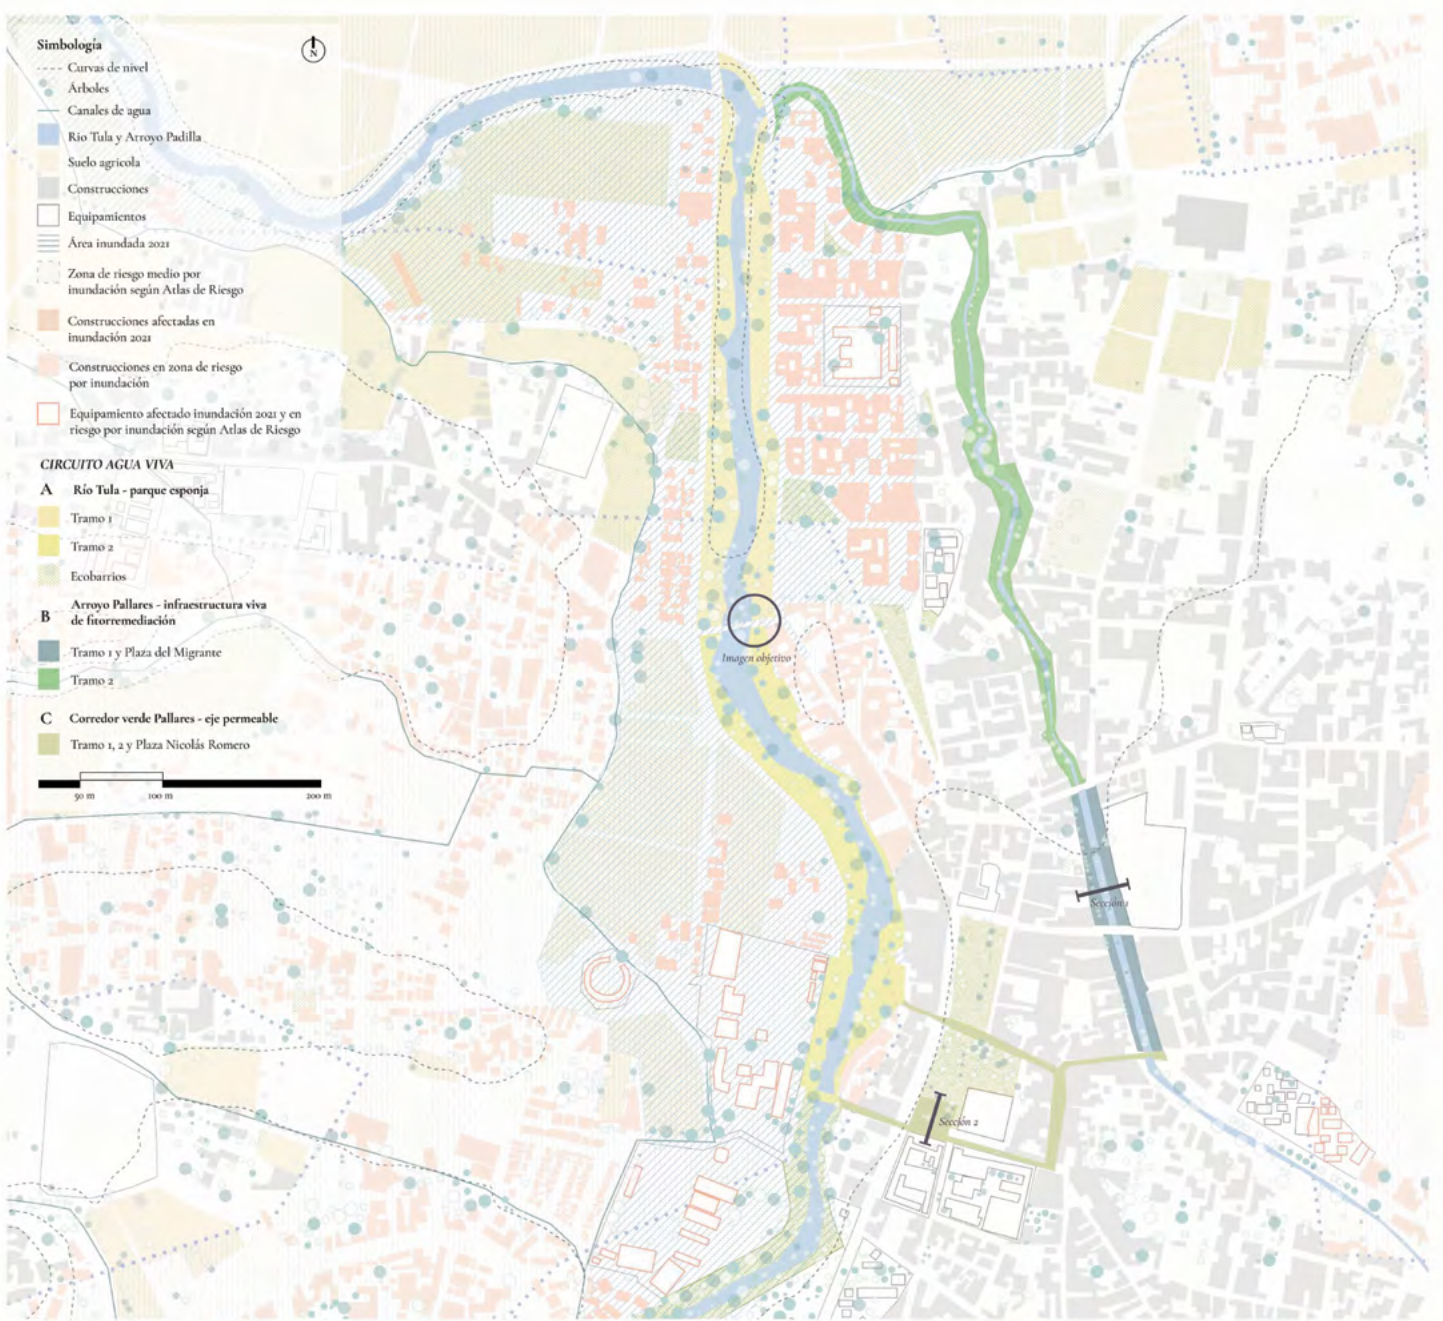 Simbología
N
Curvas de nivel
Árboles
Canales de agua
Rio Tula y Arroyo Padilla
Suelo agrícola
Construcciones
Equipamientos
Área inundada 2021
Zona de riesgo medio por
inundación según Atlas de Riesgo
Construcciones afectadas en
inundación 2021
Construcciones en zona de riesgo
por inundación
Equipamiento afectado inundación 2021 y en
riesgo por inundación según Atlas de Riesgo
CIRCUITO AGUA VIVA
A Río Tula - parque esponja
Tramo 1
Tramo 2
Ecobarrios
B Arroyo Pallares - infraestructura viva
de fitorremediación
Tramo 1 y Plaza del Migrante
Tramo 2
C Corredor verde Pallares - eje permeable
Tramo 1, 2 y Plaza Nicolás Romero
50 m 100 m 200 m
Imagen objetivo
Sección 1
Sección 2